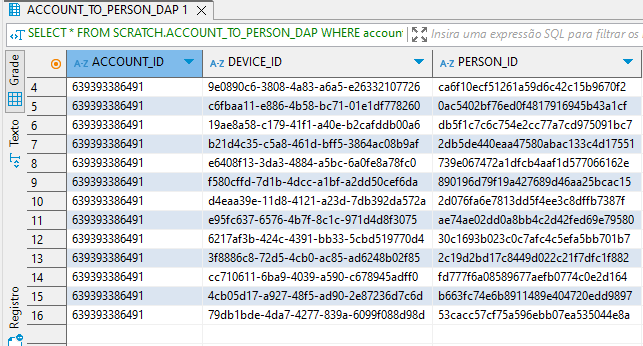 ACCOUNT_TO_PERSON_DAP 1
SELECT * FROM SCRATCH.ACCOUNT_TO_PERSON_DAP WHERE account
Insira uma expressão SQL para filtrar os
Grade
Texto
Registro
A-Z ACCOUNT_ID A-Z DEVICE_ID A-Z PERSON_ID
4 639393386491 9e0890c6-3808-4a83-a6a5-e26332107726 ca6f10ecf51261a59d6c42c15b9670f2
5 639393386491 c6fbaa11-e886-4b58-bc71-01e1df778260 0ac5402bf76ed0f4817916945b43a1cf
6 639393386491 19ae8a58-c179-41f1-a40e-b2cafddb00a6 db5f1c7c6c754e2cc77a7cd975091bc7
7 639393386491 b21d4c35-c5a8-461d-bff5-3864ac08b9af 2db5de440eaa47580abac133c4d17551
8 639393386491 e6408f13-3da3-4884-a5bc-6a0fe8a78fc0 739e067472a1dfcb4aaf1d577066162e
9 639393386491 f580cffd-7d1b-4dcc-a1bf-a2dd50cef6da 890196d79f19a427689d46aa25bcac15
10 639393386491 d4eaa39e-11d8-4121-a23d-7db392da572a 2d076fa6e7813dd5f4ee3c8dffb7387f
11 639393386491 e95fc637-6576-4b7f-8c1c-971d4d8f3075 ae74ae02dd0a8bb4c2d42fed69e79580
12 639393386491 6217af3b-424c-4391-bb33-5cbd519770d4 30c1693b023c0c7afc4c5efa5bb701b7
13 639393386491 3f8886c8-72d5-4cb0-ac85-ad6248b02f85 2c19d2bd17c8449d022c21f7dfc1f882
14 639393386491 cc710611-6ba9-4039-a590-c678945adff0 fd777f6a08589677aefb0774c0e2d164
15 639393386491 4cb05d17-a927-48f5-ad90-2e87236d7c6d b663fc74e6b8911489e404720edd9897
16 639393386491 79db1bde-4da7-4277-839a-6099f088d98d 53cacc57cf75a596ebb07ea535044e8a